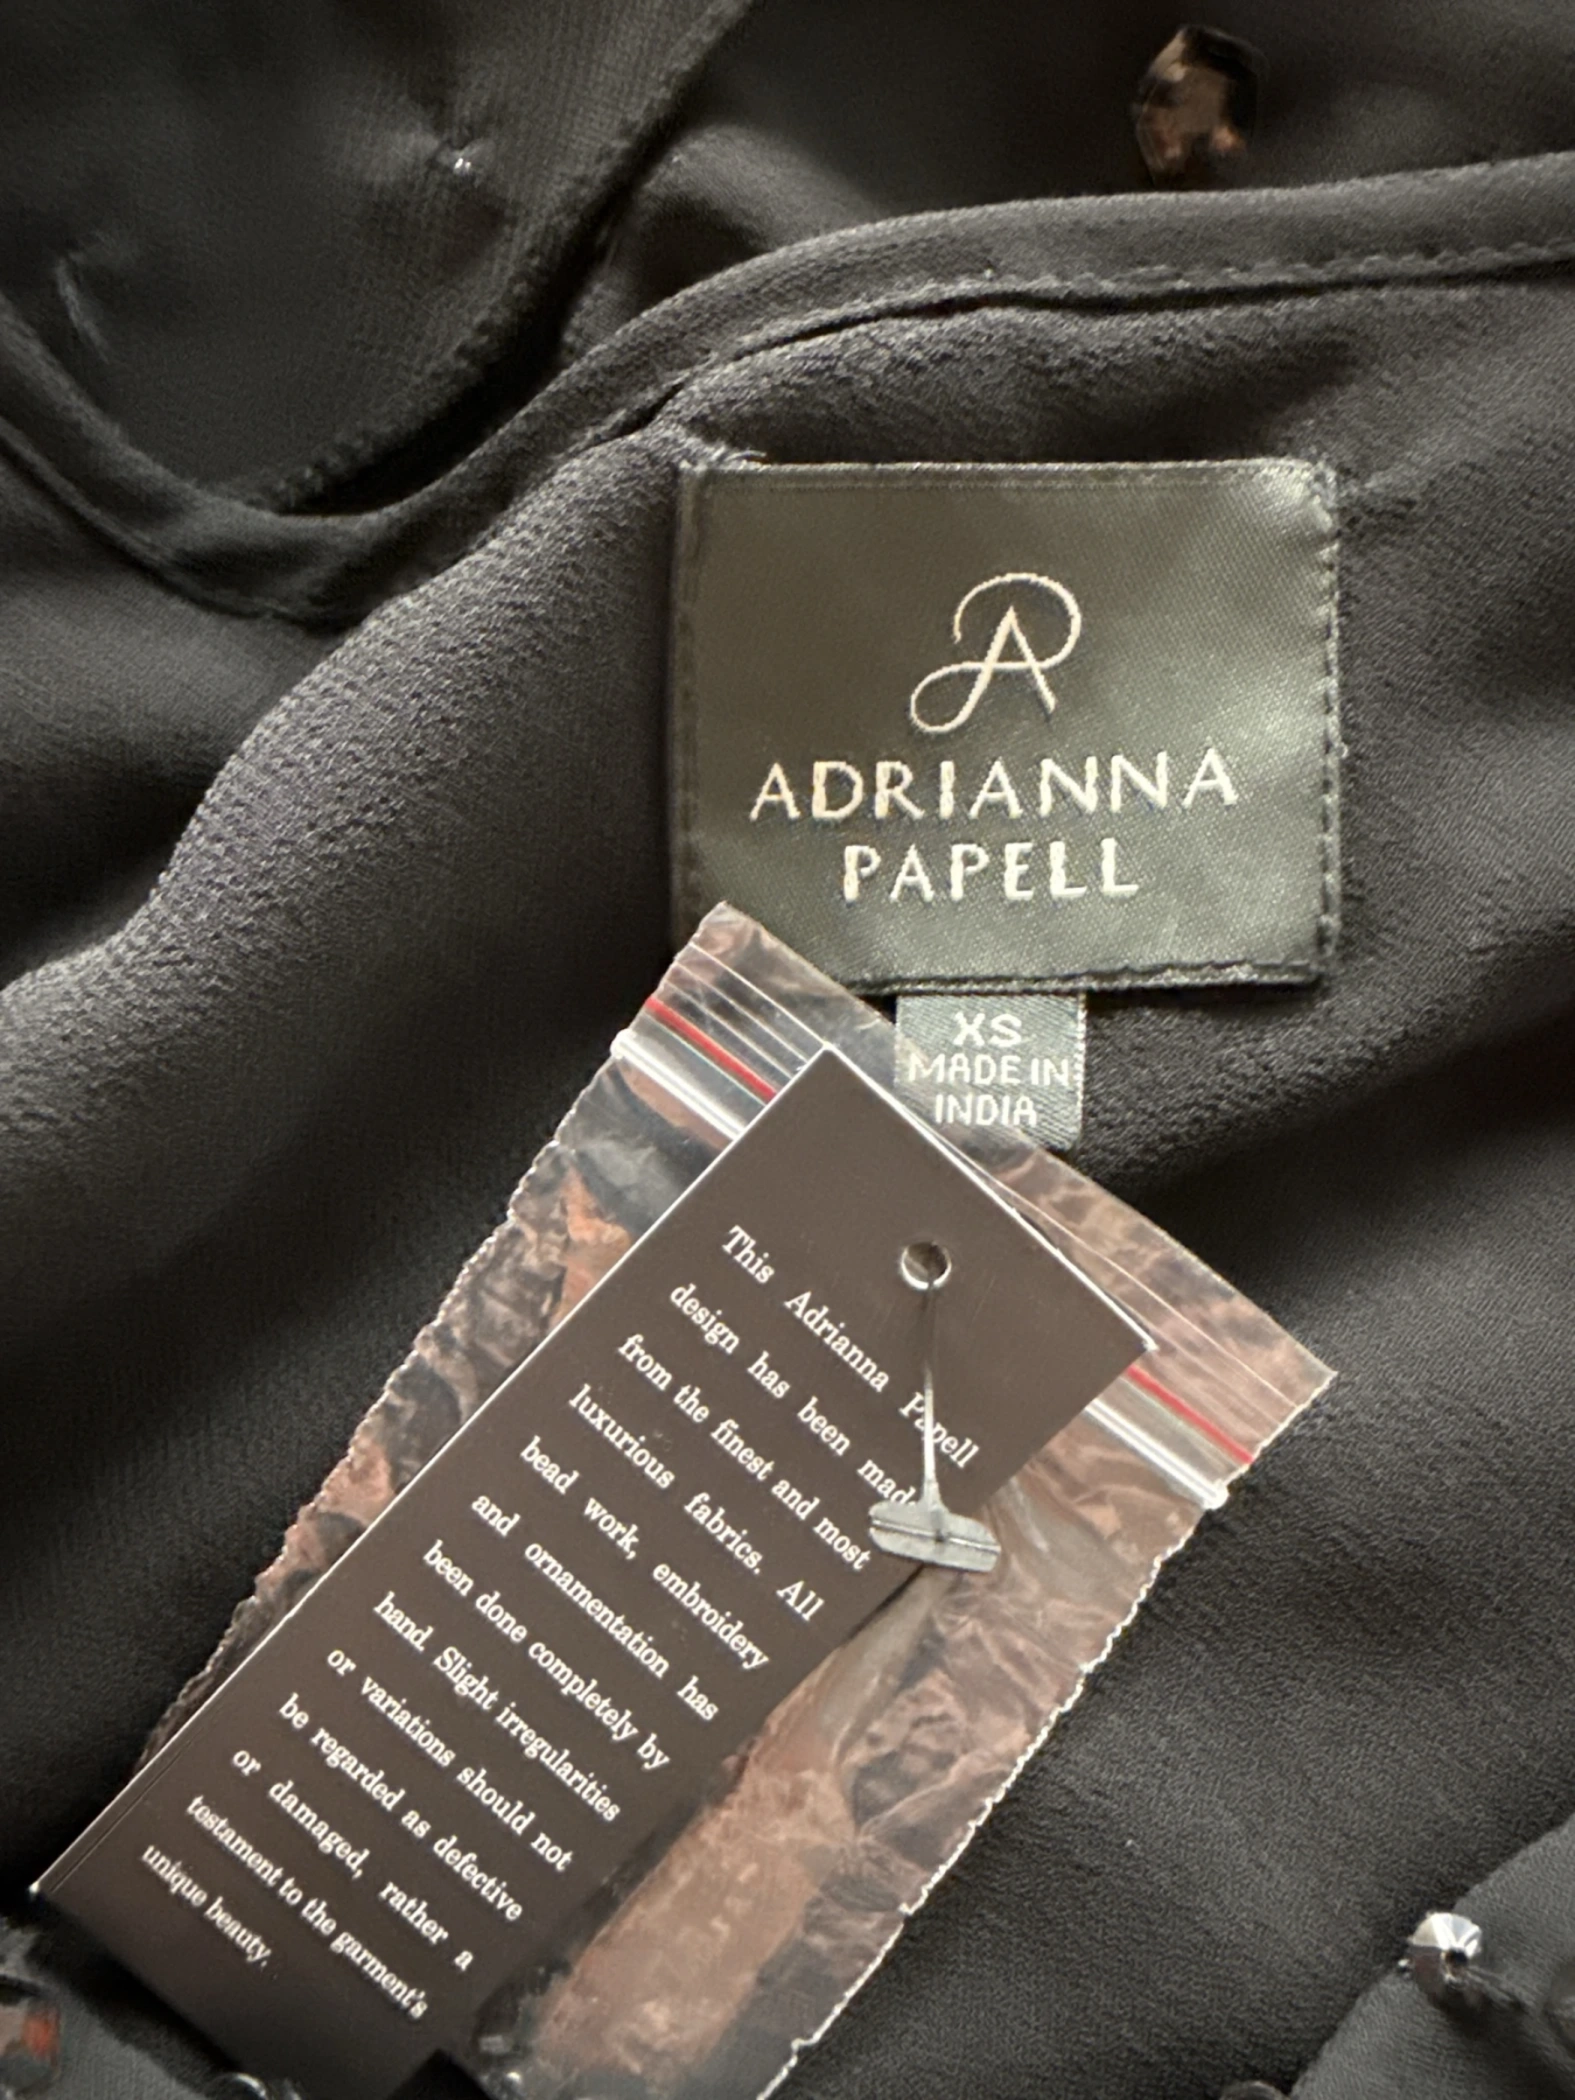 ADRIANNA
PAPELL
XS
MADE IN
INDIA
This Adrianna Papell
design has been made
from the finest and most
luxurious fabrics. All
bead work, embroidery
and ornamentation has
been done completely by
hand. Slight irregularities
or variations should not
be regarded as defective
or damaged, rather a
testament to the garment's
unique beauty.